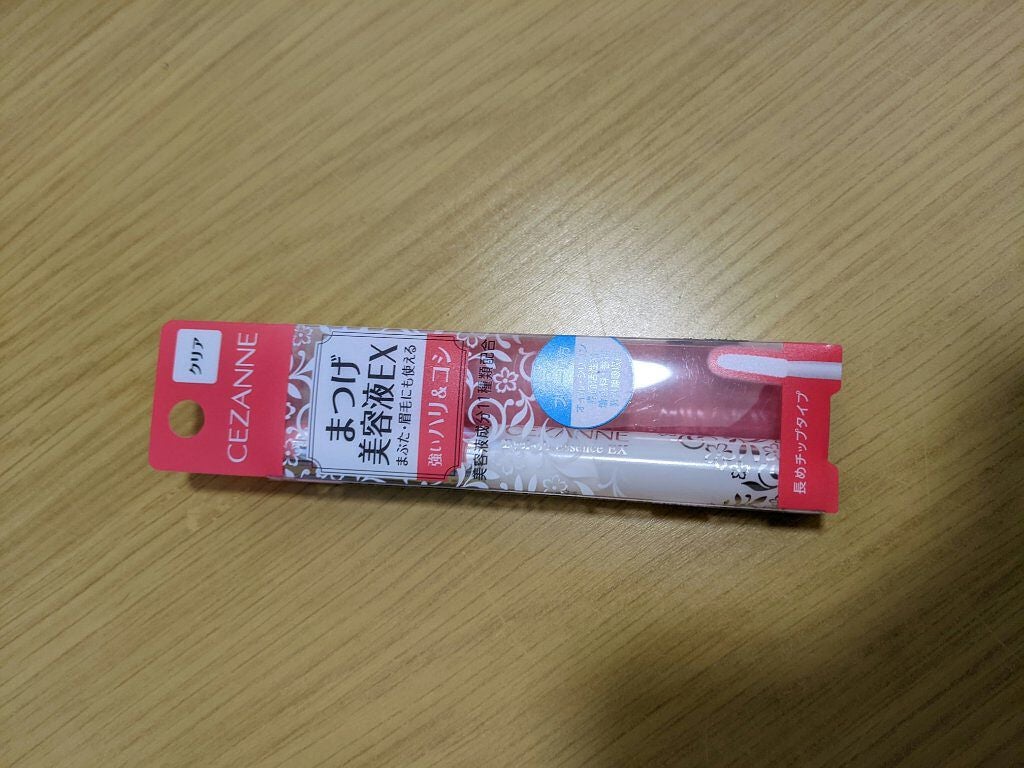 クリア
CEZANNE
まつげ
美容液EX
まぶた・眉毛にも使える
強いハリ&コシ
美容液成分11種類配合
Essence EX
長めチップタイプ